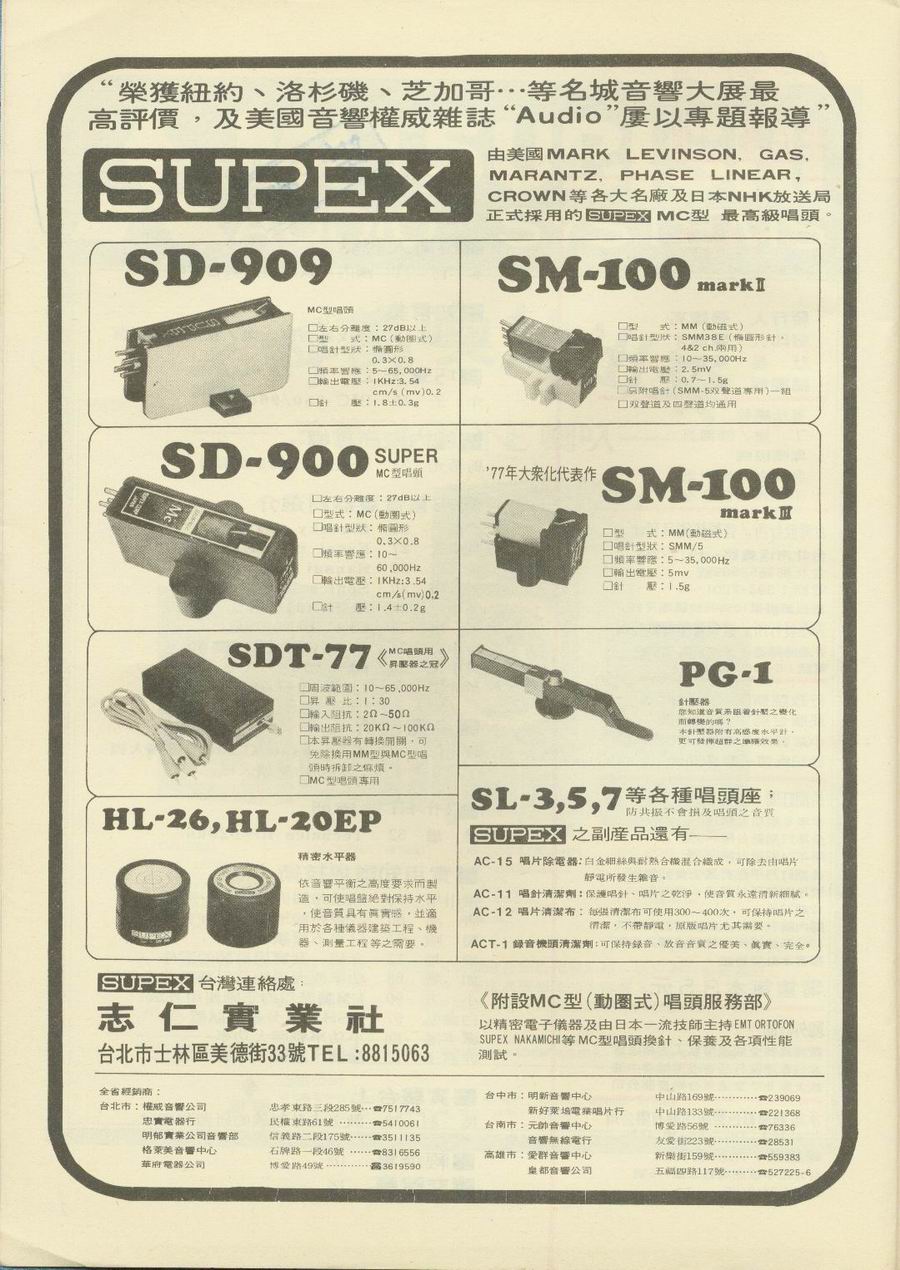 “榮獲紐約、洛杉磯、芝加哥…等名城音響大展最
高評價，及美國音響權威雜誌“Audio”屢以專題報導”
SUPEX
由美國MARK LEVINSON, GAS,
MARANTZ, PHASE LINEAR,
CROWN等各大名廠及日本NHK放送局
正式採用的SUPEX MC型 最高級唱頭。
SD-909
MC型唱頭
□左右分離度：27dB以上
□型 式：MC(動圈式)
□唱針型狀：橢圓形
0.3×0.8
□頻率響應：5～65,000Hz
□輸出電壓：1KHz:3.54
cm/s(mv)0.2
□針 壓：1.8±0.3g
SM-100 markⅡ
□型 式：MM(動磁式)
□唱針型狀：SMM38E(橢圓形針，
4&2 ch.兩用)
□頻率響應：10～35,000Hz
□輸出電壓：2.5mV
□針 壓：0.7～1.5g
□另附唱針(SMM-5双聲道專用)一組
□双聲道及四聲道均通用
SD-900 SUPER
MC型唱頭
□左右分離度：27dB以上
□型式：MC(動圈式)
□唱針型狀：橢圓形
0.3×0.8
□頻率響應：10～
60,000Hz
□輸出電壓：1KHz:3.54
cm/s(mv)0.2
□針 壓：1.4±0.2g
'77年大衆化代表作 SM-100
markⅢ
□型 式：MM(動磁式)
□唱針型狀：SMM/5
□頻率響應：5～35,000Hz
□輸出電壓：5mv
□針 壓：1.5g
SDT-77《MC唱頭用
昇壓器之冠》
□周波範圍：10～65,000Hz
□昇壓比：1：30
□輸入阻抗：2Ω～50Ω
□輸出阻抗：20KΩ～100KΩ
□本昇壓器有轉換開關，可
免除換用MM型與MC型唱
頭時拆卸之麻煩。
□MC型唱頭專用
PG-1
針壓器
您知道音質系跟着針壓之變化
而轉變的嗎？
本針壓器附有高感度水平計，
更可發揮超群之循軌效果。
HL-26,HL-20EP
精密水平器
依音響平衡之高度要求而製
造，可使唱盤絕對保持水平
，使音質具有眞實感，並適
用於各種儀器建築工程、機
器、測量工程等之需要。
SL-3,5,7等各種唱頭座；
防共振不會損及唱頭之音質
SUPEX 之副産品還有——
AC-15 唱片除電器：白金細絲與耐熱合纖混合織成，可除去由唱片
靜電所發生雜音。
AC-11 唱針清潔劑：保護唱針、唱片之乾淨，使音質永遠清新細膩。
AC-12 唱片清潔布：每張清潔布可使用300～400次，可保持唱片之
清潔，不帶靜電，原版唱片尤其需要。
ACT-1 錄音機頭清潔劑：可保持録音、放音音質之優美、眞實、完全。
SUPEX 台灣連絡處：
志仁實業社
台北市士林區美德街33號TEL:8815063
《附設MC型(動圈式)唱頭服務部》
以精密電子儀器及由日本一流技師主持EMT ORTOFON
SUPEX NAKAMICHI等MC型唱頭換針、保養及各項性能
測試。
全省經銷商：
台北市：權威音響公司 忠孝東路三段285號…☎7517743
忠實電器行 民權東路61號…☎5410061
明郁實業公司音響部 信義路二段175號…☎3511135
格萊美音響中心 石牌路一段46號……☎8316556
華府電器公司 博愛路49號…………☎3619590
台中市：明新音響中心 中山路169號…………☎239069
新好萊塢電業唱片行 中山路133號…………☎221368
台南市：元帥音響中心 博愛路56號…………☎76336
音響無線電行 友愛街223號…………☎28531
高雄市：愛群音響中心 新樂街159號…………☎559383
皇都音響公司 五福四路117號………☎527225-6